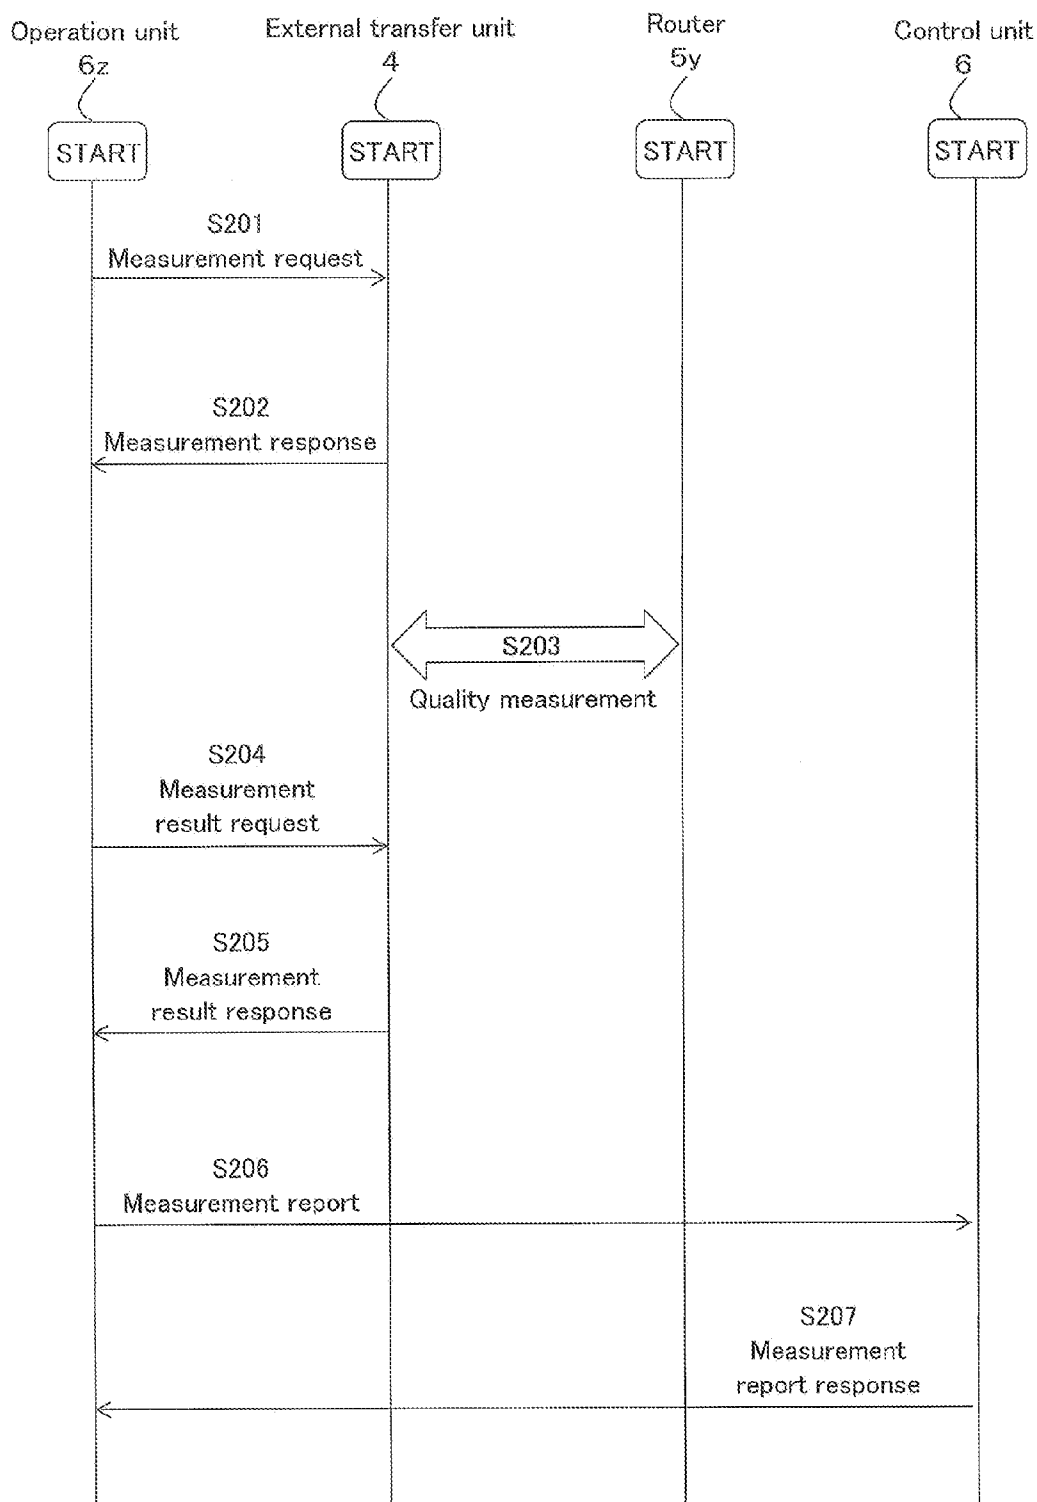 Operation unit
6z
External transfer unit
4
Router
5y
Control unit
6
START
START
START
START
S201
Measurement request
S202
Measurement response
S203
Quality measurement
S204
Measurement
result request
S205
Measurement
result response
S206
Measurement report
S207
Measurement
report response